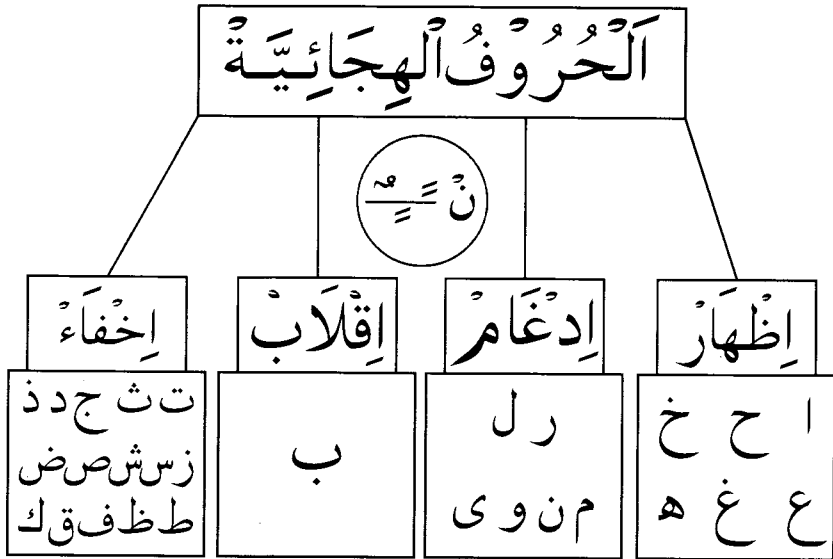 اَلْحُرُوْفُ الْهِجَائِيَّةْ
نْ ـًـٍـٌ
اِظْهَارْ
ا ح خ
ع غ ه
اِدْغَامْ
ر ل
م ن و ى
اِقْلَابْ
ب
اِخْفَاءْ
ت ث ج د ذ
ز س ش ص ض
ط ظ ف ق ك